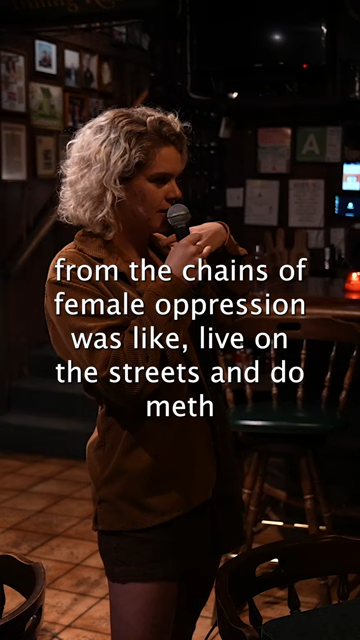 from the chains of
female oppression
was like, live on
the streets and do
meth
A